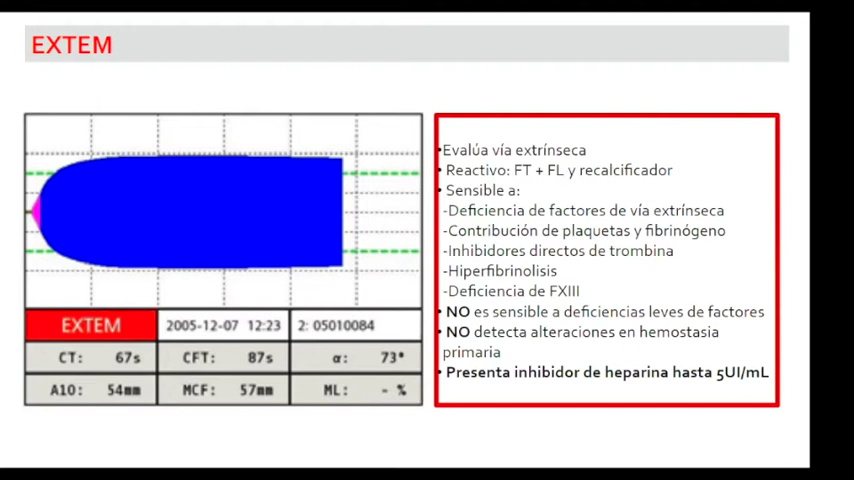 EXTEM
•Evalúa vía extrínseca
• Reactivo: FT + FL y recalcificador
• Sensible a:
-Deficiencia de factores de vía extrínseca
-Contribución de plaquetas y fibrinógeno
-Inhibidores directos de trombina
-Hiperfibrinolisis
-Deficiencia de FXIII
• NO es sensible a deficiencias leves de factores
• NO detecta alteraciones en hemostasia
primaria
• Presenta inhibidor de heparina hasta 5UI/mL
EXTEM 2005-12-07 12:23 2: 05010084
CT: 67s CFT: 87s α: 73°
A10: 54mm MCF: 57mm ML: - %